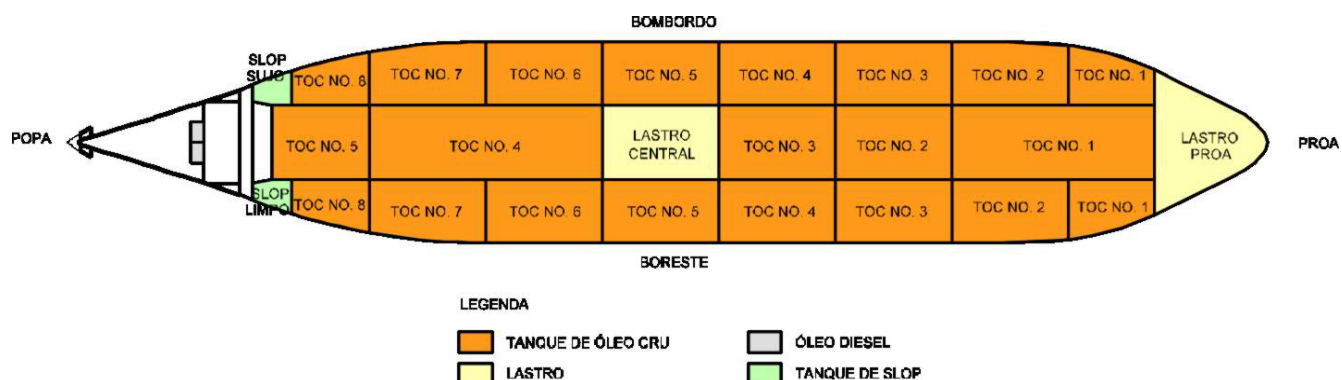 BOMBORDO
SLOP
SUJO
TOC NO. 8
TOC NO. 7
TOC NO. 6
TOC NO. 5
TOC NO. 4
TOC NO. 3
TOC NO. 2
TOC NO. 1
POPA
TOC NO. 5
TOC NO. 4
LASTRO
CENTRAL
TOC NO. 3
TOC NO. 2
TOC NO. 1
LASTRO
PROA
PROA
SLOP
LIMPO
TOC NO. 8
TOC NO. 7
TOC NO. 6
TOC NO. 5
TOC NO. 4
TOC NO. 3
TOC NO. 2
TOC NO. 1
BORESTE
LEGENDA
TANQUE DE ÓLEO CRU
ÓLEO DIESEL
LASTRO
TANQUE DE SLOP